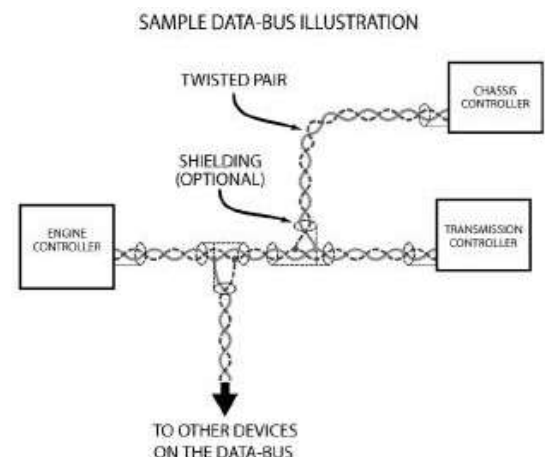 SAMPLE DATA-BUS ILLUSTRATION
TWISTED PAIR
CHASSIS
CONTROLLER
SHIELDING
(OPTIONAL)
ENGINE
CONTROLLER
TRANSMISSION
CONTROLLER
TO OTHER DEVICES
ON THE DATA-BUS